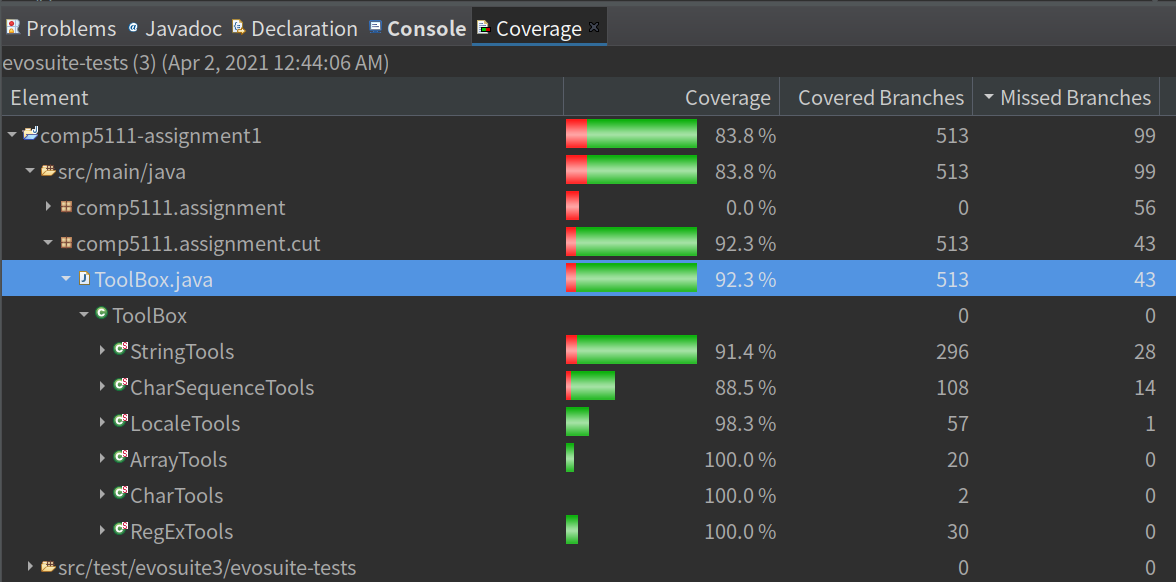 Problems Javadoc Declaration Console Coverage
evosuite-tests (3) (Apr 2, 2021 12:44:06 AM)
Element Coverage Covered Branches Missed Branches
comp5111-assignment1 83.8 % 513 99
src/main/java 83.8 % 513 99
comp5111.assignment 0.0 % 0 56
comp5111.assignment.cut 92.3 % 513 43
ToolBox.java 92.3 % 513 43
ToolBox 0 0
StringTools 91.4 % 296 28
CharSequenceTools 88.5 % 108 14
LocaleTools 98.3 % 57 1
ArrayTools 100.0 % 20 0
CharTools 100.0 % 2 0
RegExTools 100.0 % 30 0
src/test/evosuite3/evosuite-tests 0 0